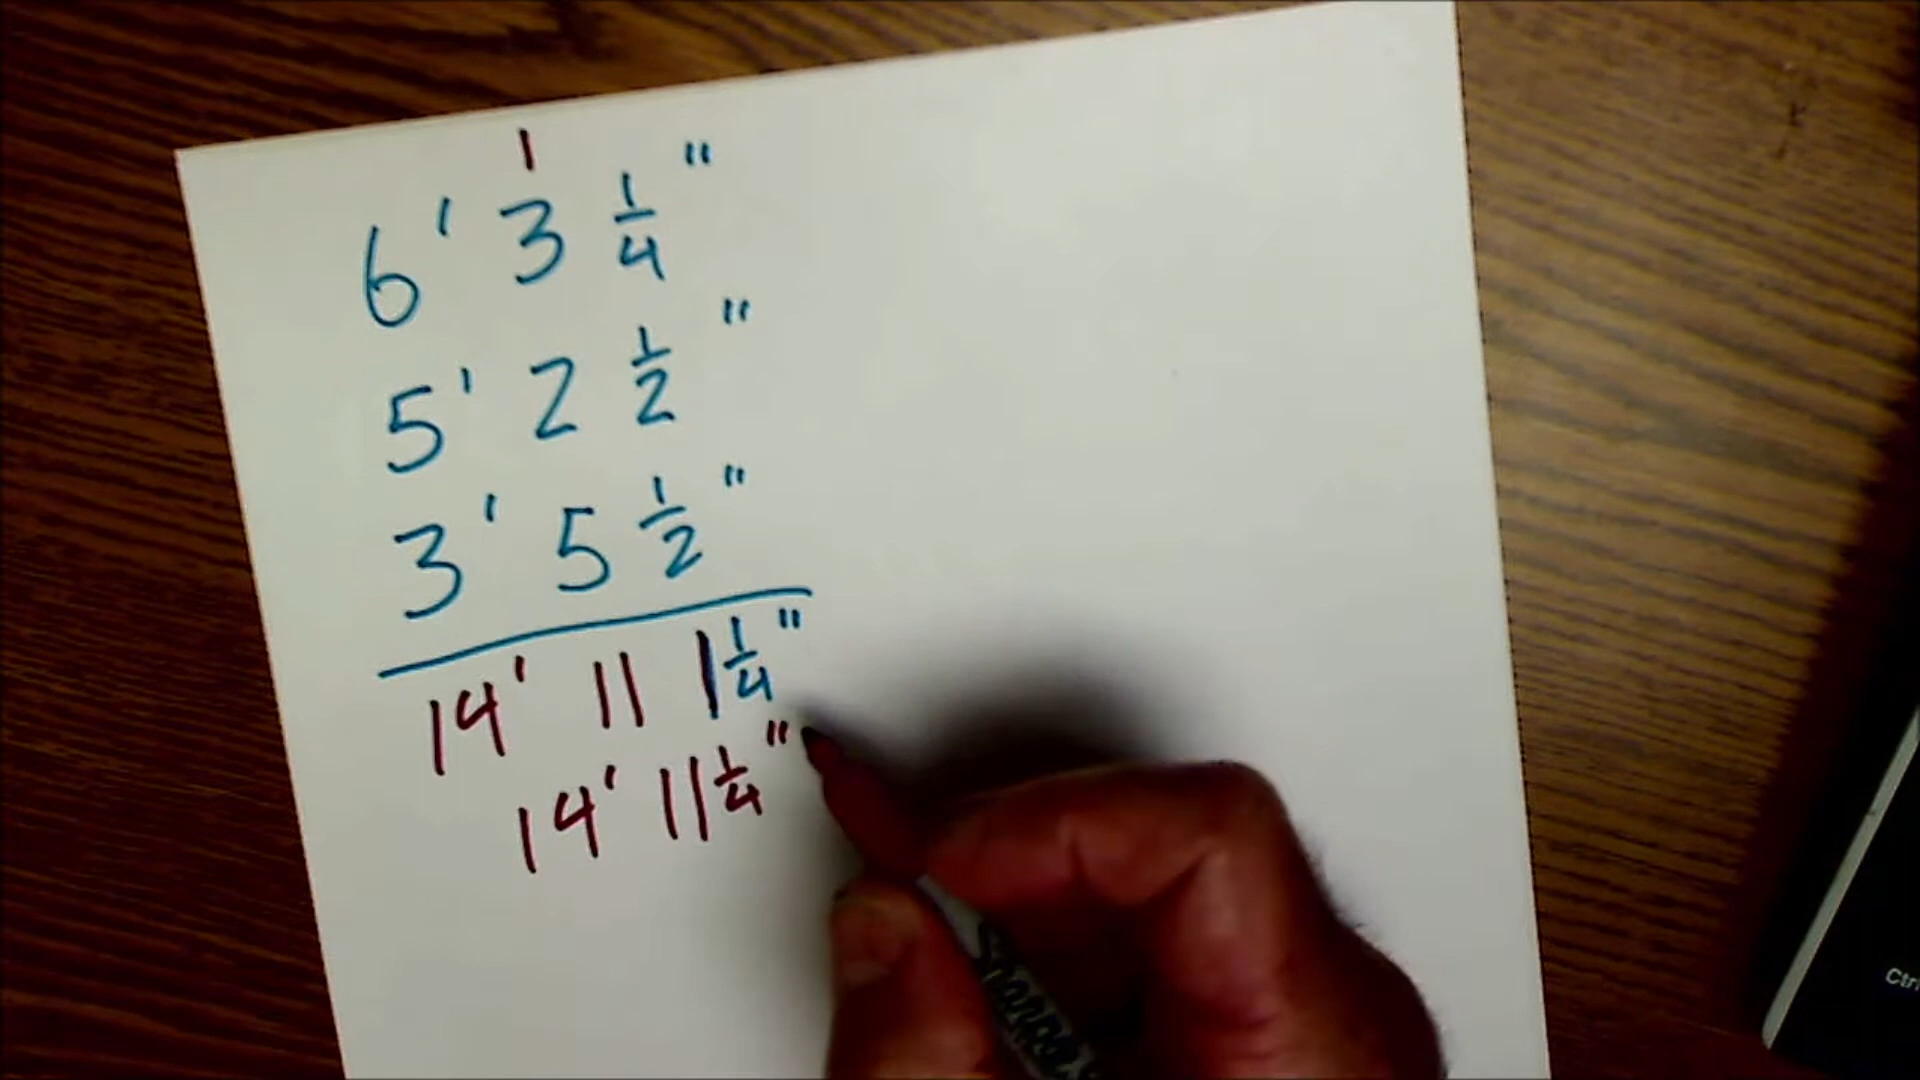 1
6' 3 1/4"
5' 2 1/2"
3' 5 1/2"
14' 11 1 1/4"
14' 11 1/4"
Ctrl